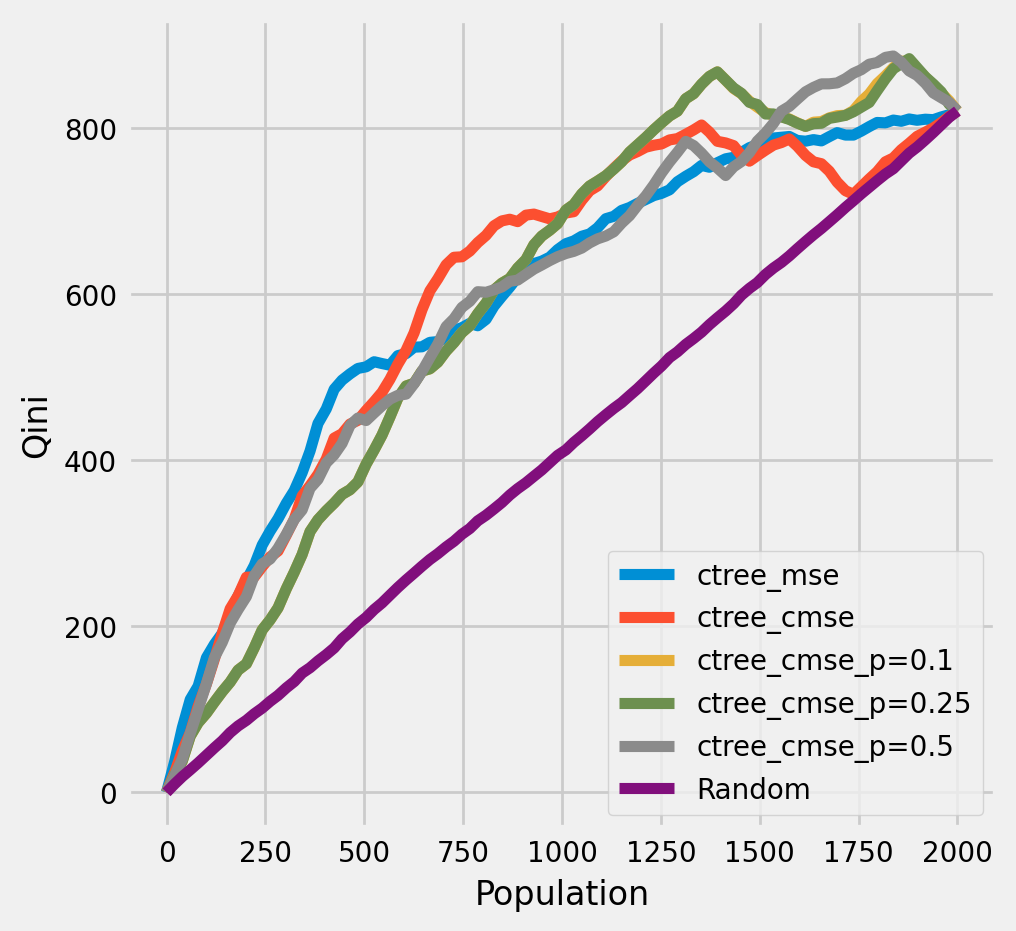 800
600
400
200
0
Qini
ctree_mse
ctree_cmse
ctree_cmse_p=0.1
ctree_cmse_p=0.25
ctree_cmse_p=0.5
Random
0 250 500 750 1000 1250 1500 1750 2000
Population